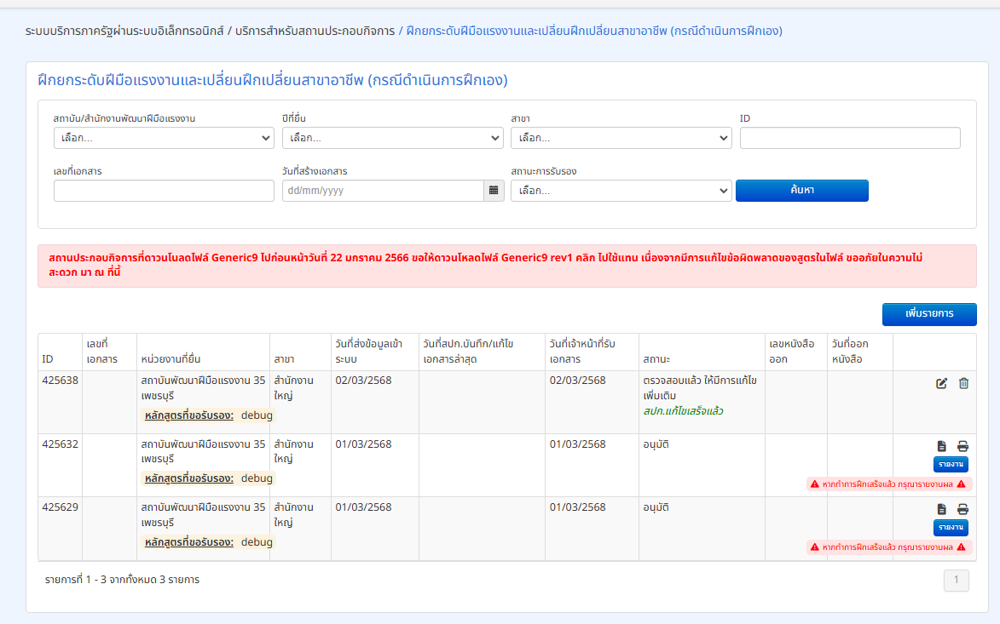 ระบบบริการภาครัฐผ่านระบบอิเล็กทรอนิกส์ / บริการสำหรับสถานประกอบกิจการ / ฝึกยกระดับฝีมือแรงงานและเปลี่ยนฝึกเปลี่ยนสาขาอาชีพ (กรณีดำเนินการฝึกเอง)
ฝึกยกระดับฝีมือแรงงานและเปลี่ยนฝึกเปลี่ยนสาขาอาชีพ (กรณีดำเนินการฝึกเอง)
สถาบัน/สำนักงานพัฒนาฝีมือแรงงาน ปีที่ยื่น สาขา ID
เลือก... เลือก... เลือก...
เลขที่เอกสาร วันที่สร้างเอกสาร สถานะการรับรอง
dd/mm/yyyy เลือก... ค้นหา
สถานประกอบกิจการที่ดาวน์โนลดไฟล์ Generic9 ไปก่อนหน้าวันที่ 22 มกราคม 2566 ขอให้ดาวน์โหลดไฟล์ Generic9 rev1 คลิก ไปใช้แทน เนื่องจากมีการแก้ไขข้อผิดพลาดของสูตรในไฟล์ ขออภัยในความไม่
สะดวก มา ณ ที่นี้
เพิ่มรายการ
ID เลขที่เอกสาร หน่วยงานที่ยื่น สาขา วันที่ส่งข้อมูลเข้าระบบ วันที่สปก.บันทึก/แก้ไขเอกสารล่าสุด วันที่เจ้าหน้าที่รับเอกสาร สถานะ เลขหนังสือออก วันที่ออกหนังสือ
425638 สถาบันพัฒนาฝีมือแรงงาน 35 สำนักงาน 02/03/2568 02/03/2568 ตรวจสอบแล้ว ให้มีการแก้ไข
เพชรบุรี ใหญ่ เพิ่มเติม
หลักสูตรที่ขอรับรอง: debug สปก.แก้ไขเสร็จแล้ว
425632 สถาบันพัฒนาฝีมือแรงงาน 35 สำนักงาน 01/03/2568 01/03/2568 อนุมัติ
เพชรบุรี ใหญ่
รายงาน
หลักสูตรที่ขอรับรอง: debug
หากทำการฝึกเสร็จแล้ว กรุณารายงานผล
425629 สถาบันพัฒนาฝีมือแรงงาน 35 สำนักงาน 01/03/2568 01/03/2568 อนุมัติ
เพชรบุรี ใหญ่
รายงาน
หลักสูตรที่ขอรับรอง: debug
หากทำการฝึกเสร็จแล้ว กรุณารายงานผล
รายการที่ 1 - 3 จากทั้งหมด 3 รายการ 1